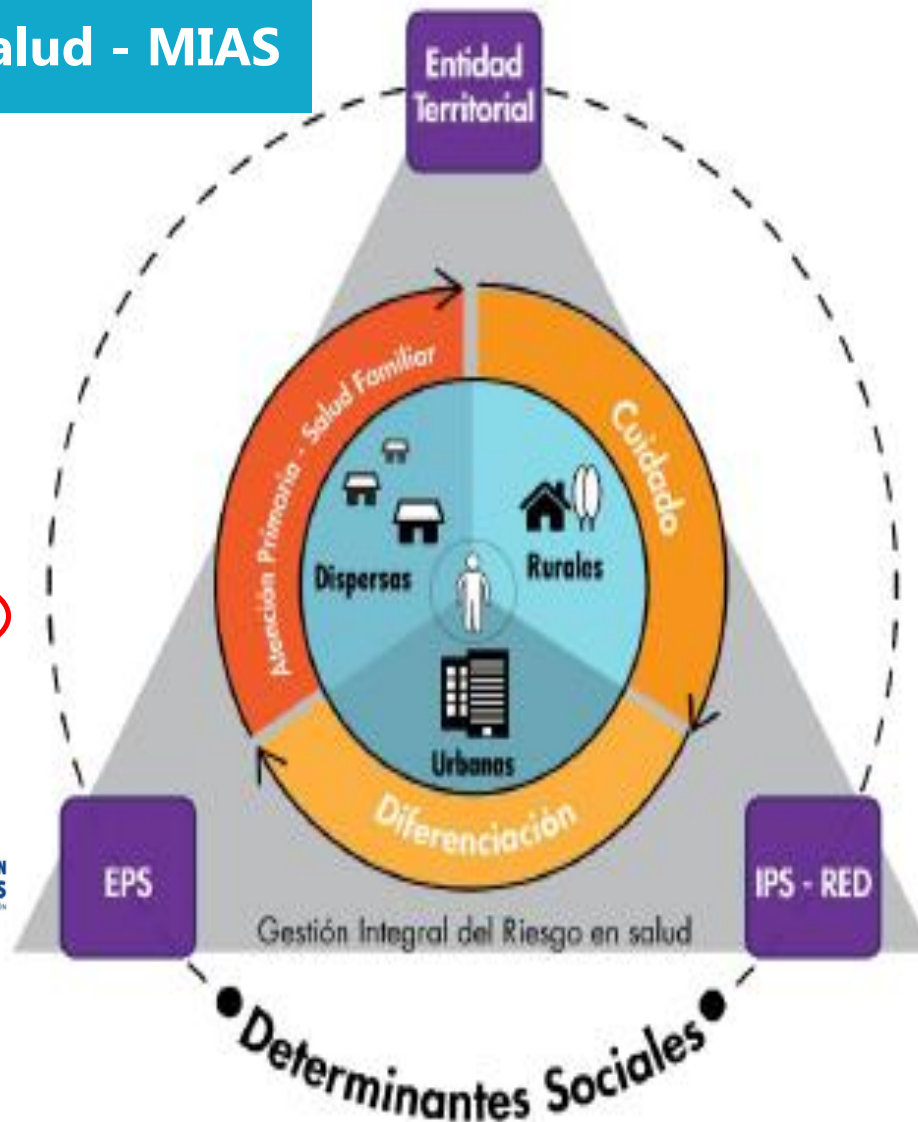 alud - MIAS
Entidad
Territorial
Atención Primaria - Salud Familiar
Cuidado
Dispersas
Rurales
Urbanas
Diferenciación
EPS
IPS - RED
Gestión Integral del Riesgo en salud
Determinantes Sociales